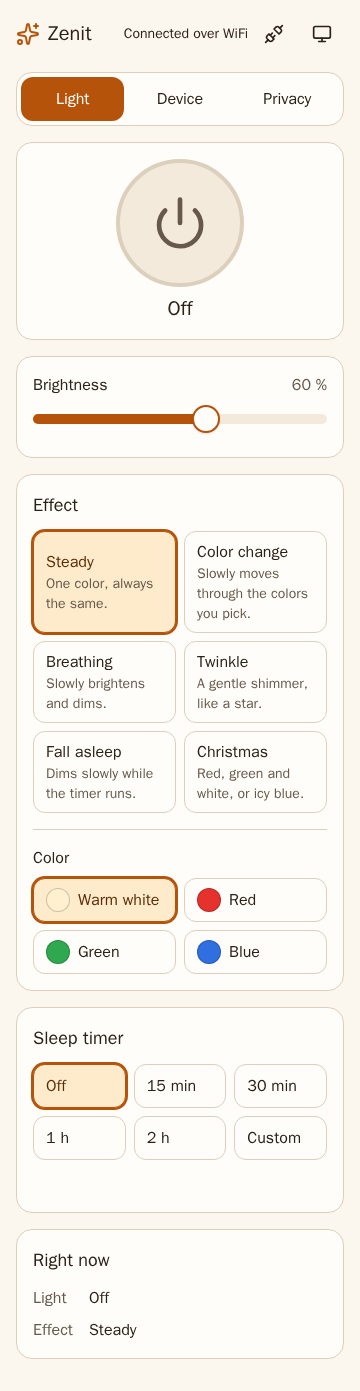 Zenit
Connected over WiFi
Light
Device
Privacy
Off
Brightness
60 %
Effect
Steady
One color, always
the same.
Color change
Slowly moves
through the colors
you pick.
Breathing
Slowly brightens
and dims.
Twinkle
A gentle shimmer,
like a star.
Fall asleep
Dims slowly while
the timer runs.
Christmas
Red, green and
white, or icy blue.
Color
Warm white
Red
Green
Blue
Sleep timer
Off
15 min
30 min
1 h
2 h
Custom
Right now
Light Off
Effect Steady